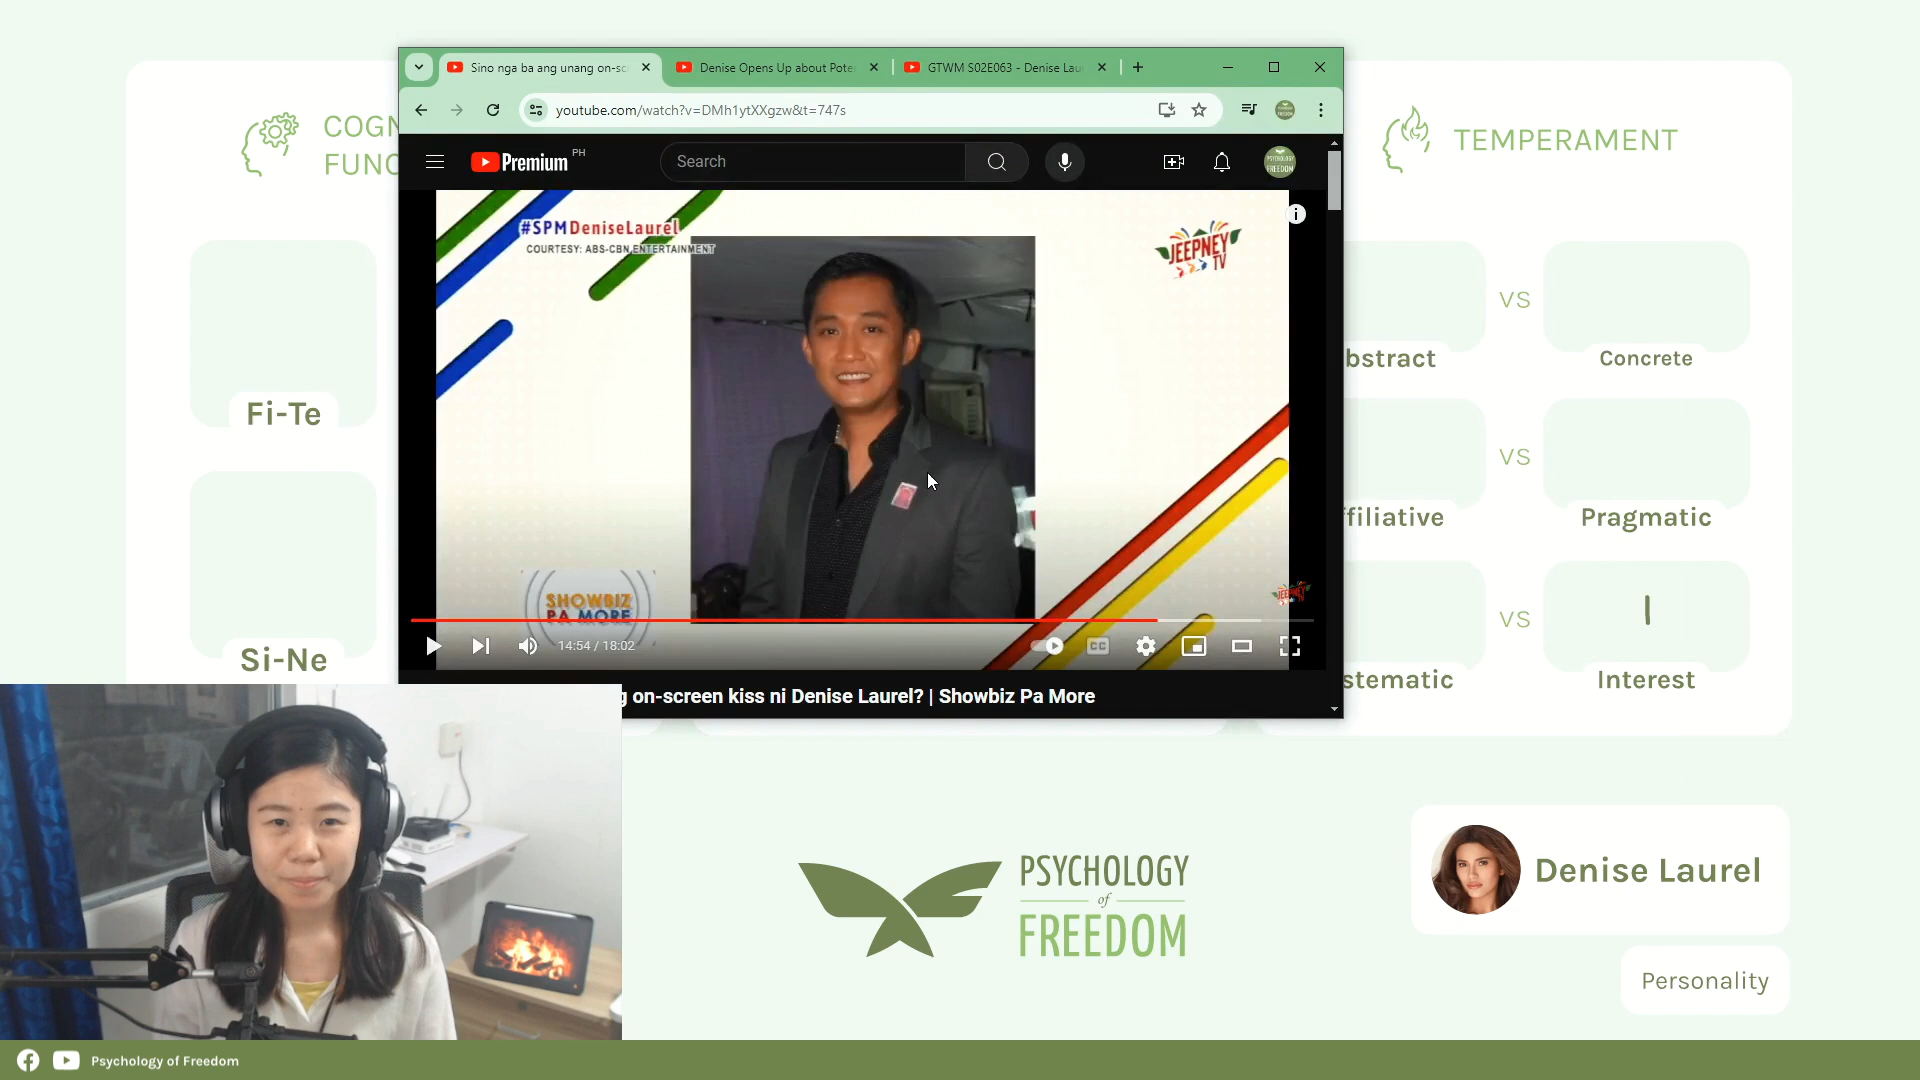 Sino nga ba ang unang on-sc
Denise Opens Up about Pote
GTWM S02E063 - Denise Lau
youtube.com/watch?v=DMh1ytXXgzw&t=747s
Premium PH
Search
COGN
FUNC
TEMPERAMENT
#SPMDeniseLaurel
COURTESY: ABS-CBN ENTERTAINMENT
JEEPNEY
TV
SHOWBIZ
PA MORE
14:54 / 18:02
CC
g on-screen kiss ni Denise Laurel? | Showbiz Pa More
Fi-Te
Si-Ne
VS
bstract
Concrete
VS
ffiliative
Pragmatic
VS
I
stematic
Interest
PSYCHOLOGY
of
FREEDOM
Denise Laurel
Personality
Psychology of Freedom